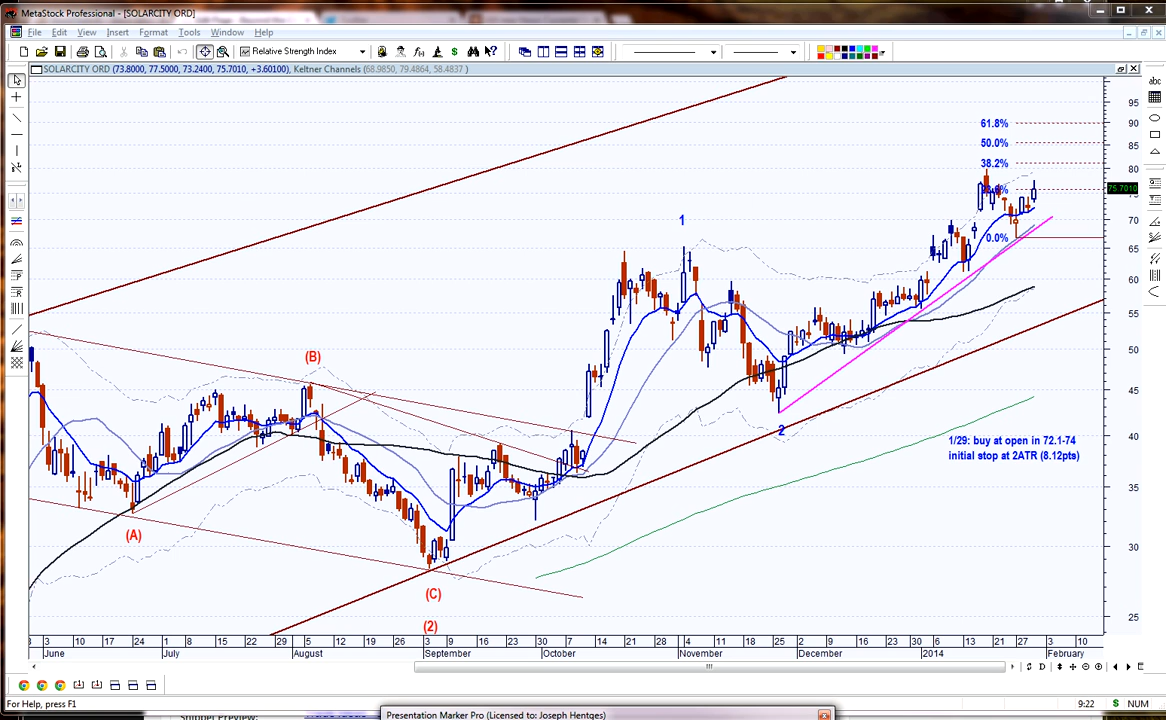 MetaStock Professional - [SOLARCITY ORD]
File Edit View Insert Format Tools Window Help
Relative Strength Index
SOLARCITY ORD (73.8000, 77.5000, 73.2400, 75.7010, +3.60100), Keltner Channels (68.9850, 79.4864, 58.4837 )
abc
95
61.8%
90
50.0%
85
38.2%
80
75.7010
1
70
0.0%
65
60
55
50
(B)
45
2
40
1/29: buy at open in 72.1-74
initial stop at 2ATR (8.12pts)
35
(A)
30
(C)
(2)
25
3 10 17 24 1 8 15 22 29 5 12 19 26 3 9 16 23 30 7 14 21 28 4 11 18 25 2 9 16 23 30 6 13 21 27 3 10
June July August September October November December 2014 February
For Help, press F1
9:22 S NUM
Presentation Marker Pro (Licensed to: Joseph Hentges)